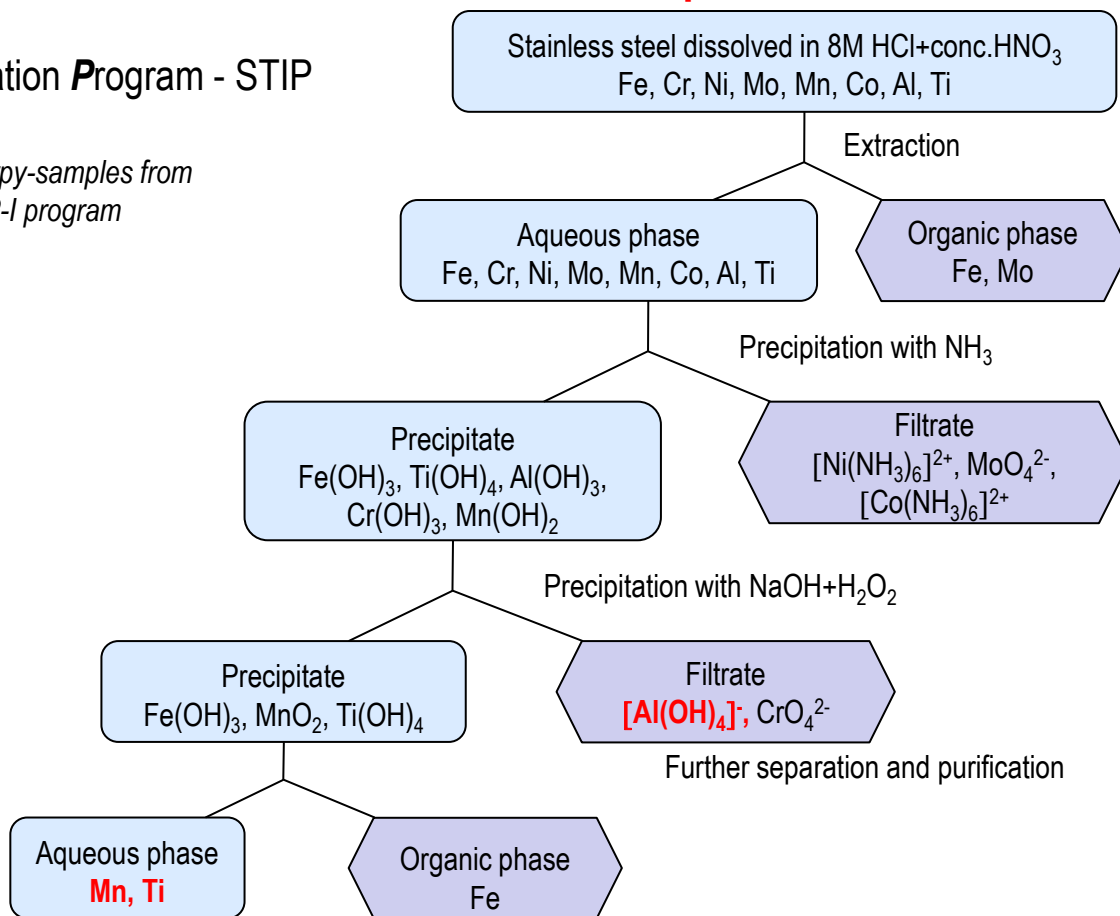 Stainless steel dissolved in 8M HCl+conc.HNO₃
Fe, Cr, Ni, Mo, Mn, Co, Al, Ti
Program - STIP
samples from
program
Extraction
Aqueous phase
Fe, Cr, Ni, Mo, Mn, Co, Al, Ti
Organic phase
Fe, Mo
Precipitation with NH₃
Precipitate
Fe(OH)₃, Ti(OH)₄, Al(OH)₃,
Cr(OH)₃, Mn(OH)₂
Filtrate
[Ni(NH₃)₆]²⁺, MoO₄²⁻,
[Co(NH₃)₆]²⁺
Precipitation with NaOH+H₂O₂
Precipitate
Fe(OH)₃, MnO₂, Ti(OH)₄
Filtrate
[Al(OH)₄]⁻, CrO₄²⁻
Further separation and purification
Aqueous phase
Mn, Ti
Organic phase
Fe